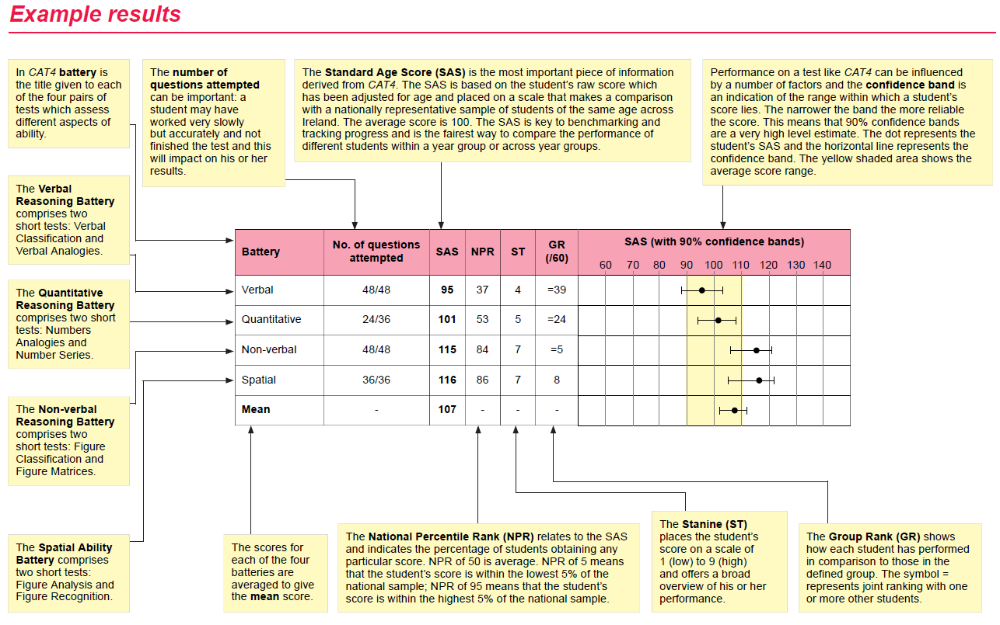 Example results
In CAT4 battery is
the title given to each
of the four pairs of
tests which assess
different aspects of
ability.
The number of
questions attempted
can be important: a
student may have
worked very slowly
but accurately and not
finished the test and this
will impact on his or her
results.
The Standard Age Score (SAS) is the most important piece of information
derived from CAT4. The SAS is based on the student's raw score which
has been adjusted for age and placed on a scale that makes a comparison
with a nationally representative sample of students of the same age across
Ireland. The average score is 100. The SAS is key to benchmarking and
tracking progress and is the fairest way to compare the performance of
different students within a year group or across year groups.
Performance on a test like CAT4 can be influenced
by a number of factors and the confidence band is
an indication of the range within which a student's
score lies. The narrower the band the more reliable
the score. This means that 90% confidence bands
are a very high level estimate. The dot represents the
student's SAS and the horizontal line represents the
confidence band. The yellow shaded area shows the
average score range.
The Verbal
Reasoning Battery
comprises two
short tests: Verbal
Classification and
Verbal Analogies.
The Quantitative
Reasoning Battery
comprises two short
tests: Numbers
Analogies and
Number Series.
The Non-verbal
Reasoning Battery
comprises two
short tests: Figure
Classification and
Figure Matrices.
The Spatial Ability
Battery comprises
two short tests:
Figure Analysis and
Figure Recognition.
Battery No. of questions attempted SAS NPR ST GR (/60) SAS (with 90% confidence bands)
60 70 80 90 100 110 120 130 140
Verbal 48/48 95 37 4 =39
Quantitative 24/36 101 53 5 =24
Non-verbal 48/48 115 84 7 =5
Spatial 36/36 116 86 7 8
Mean - 107 - - -
The scores for
each of the four
batteries are
averaged to give
the mean score.
The National Percentile Rank (NPR) relates to the SAS
and indicates the percentage of students obtaining any
particular score. NPR of 50 is average. NPR of 5 means
that the student's score is within the lowest 5% of the
national sample; NPR of 95 means that the student's
score is within the highest 5% of the national sample.
The Stanine (ST)
places the student's
score on a scale of
1 (low) to 9 (high)
and offers a broad
overview of his or her
performance.
The Group Rank (GR) shows
how each student has performed
in comparison to those in the
defined group. The symbol =
represents joint ranking with one
or more other students.